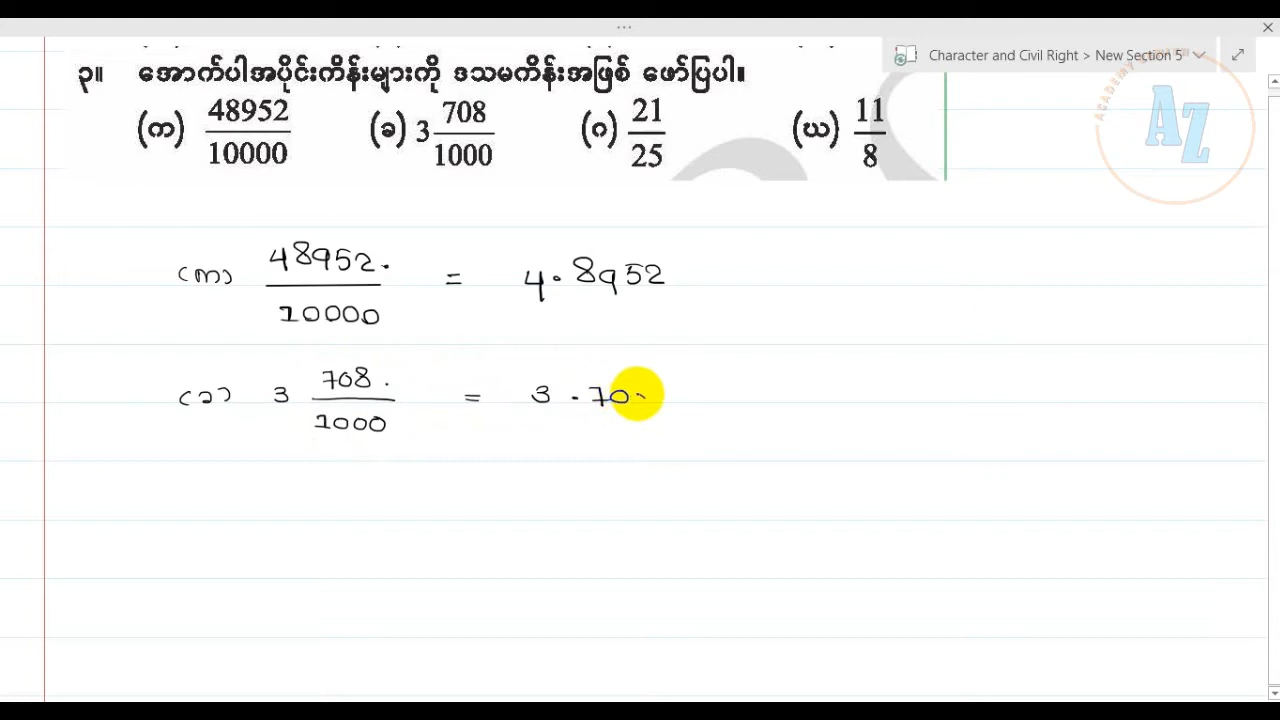 Character and Civil Right > New Section 5
၃။ အောက်ပါအပိုင်းကိန်းများကို ဒသမကိန်းအဖြစ် ဖော်ပြပါ။
(က) 48952/10000 (ခ) 3 708/1000 (ဂ) 21/25 (ဃ) 11/8
ACADEMY
AZ
(က) 48952./10000 = 4.8952
(ခ) 3 708./1000 = 3.70